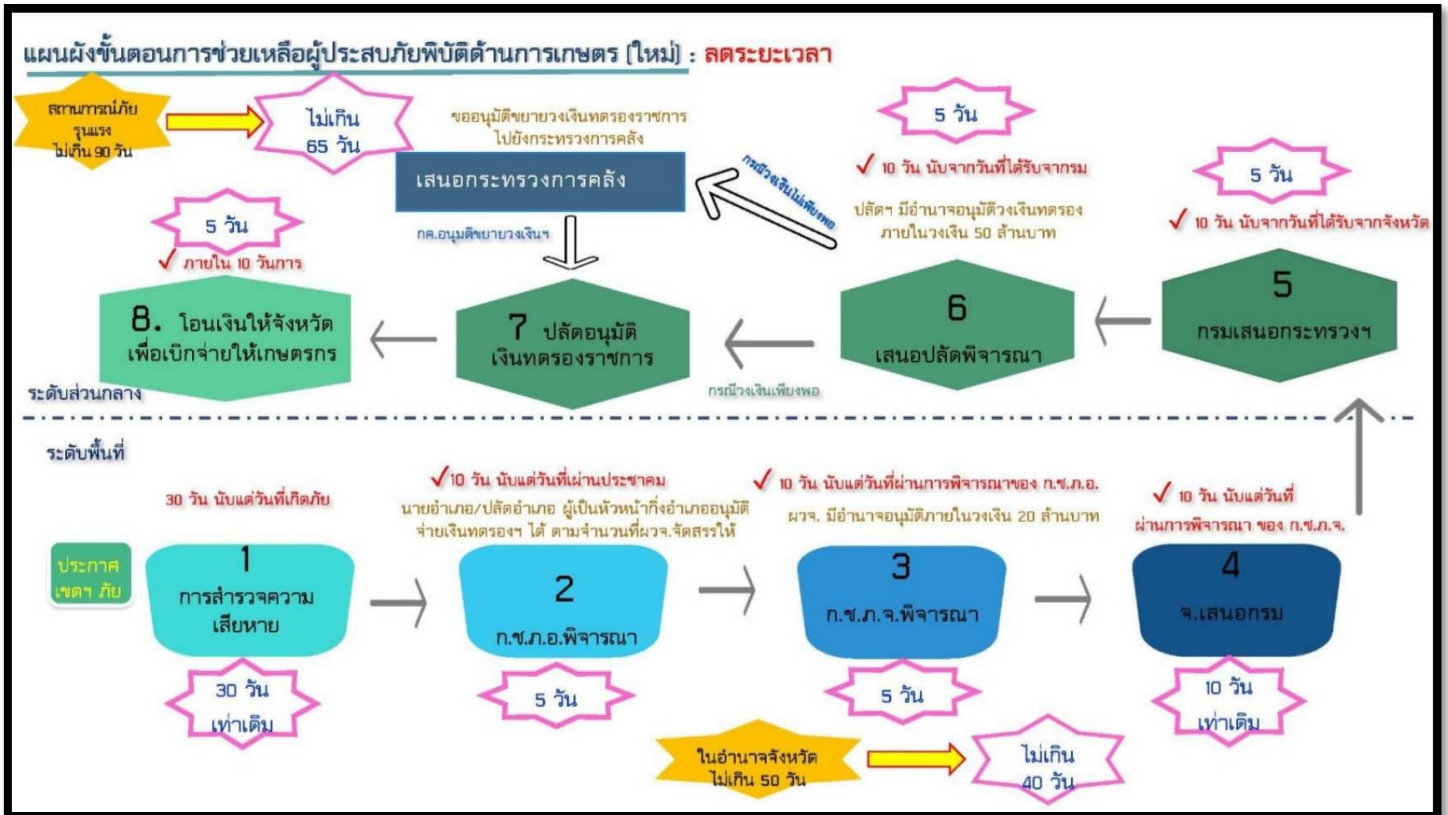 แผนผังขั้นตอนการช่วยเหลือผู้ประสบภัยพิบัติด้านการเกษตร (ใหม่) : ลดระยะเวลา
สถานการณ์ภัย
รุนแรง
ไม่เกิน 90 วัน
ไม่เกิน
65 วัน
ขออนุมัติขยายวงเงินทดรองราชการ
ไปยังกระทรวงการคลัง
เสนอกระทรวงการคลัง
กรณีวงเงินไม่เพียงพอ
กค.อนุมติขยายวงเงินฯ
5 วัน
✓ 10 วัน นับจากวันที่ได้รับจากรม
ปลัดฯ มีอำนาจอนุมัติวงเงินทดรอง
ภายในวงเงิน 50 ล้านบาท
5 วัน
✓ 10 วัน นับจากวันที่ได้รับจากจังหวัด
5 วัน
✓ ภายใน 10 วันการ
8. โอนเงินให้จังหวัด
เพื่อเบิกจ่ายให้เกษตรกร
7 ปลัดอนุมัติ
เงินทดรองราชการ
6
เสนอปลัดพิจารณา
5
กรมเสนอกระทรวงฯ
กรณีวงเงินเพียงพอ
ระดับส่วนกลาง
ระดับพื้นที่
30 วัน นับแต่วันที่เกิดภัย
✓10 วัน นับแต่วันที่เผ่านประชาคม
นายอำเภอ/ปลัดอำเภอ ผู้เป็นหัวหน้ากิ่งอำเภออนุมัติ
จ่ายเงินทดรองฯ ได้ ตามจำนวนที่ผวจ.จัดสรรให้
✓ 10 วัน นับแต่วันที่ผ่านการพิจารณาของ ก.ช.ภ.อ.
ผวจ. มีอำนาจอนุมัติภายในวงเงิน 20 ล้านบาท
✓ 10 วัน นับแต่วันที่
ผ่านการพิจารณา ของ ก.ช.ภ.จ.
ประกาศ
เขตฯ ภัย
1
การสำรวจความ
เสียหาย
2
ก.ช.ภ.อ.พิจารณา
3
ก.ช.ภ.จ.พิจารณา
4
จ.เสนอกรม
30 วัน
เท่าเดิม
5 วัน
5 วัน
10 วัน
เท่าเดิม
ในอำนาจจังหวัด
ไม่เกิน 50 วัน
ไม่เกิน
40 วัน